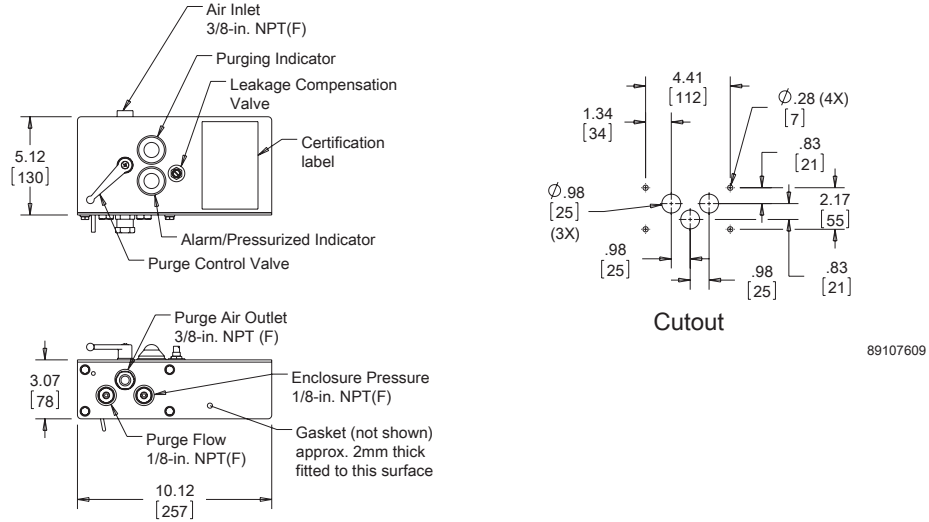 Air Inlet
3/8-in. NPT(F)
Purging Indicator
Leakage Compensation
Valve
Certification
label
5.12
[130]
Alarm/Pressurized Indicator
Purge Control Valve
4.41
[112]
1.34
[34]
Ø.28 (4X)
[7]
.83
[21]
Ø.98
[25]
(3X)
2.17
[55]
.98
[25]
.98
[25]
.83
[21]
Cutout
89107609
Purge Air Outlet
3/8-in. NPT (F)
3.07
[78]
Enclosure Pressure
1/8-in. NPT(F)
Purge Flow
1/8-in. NPT(F)
Gasket (not shown)
approx. 2mm thick
fitted to this surface
10.12
[257]